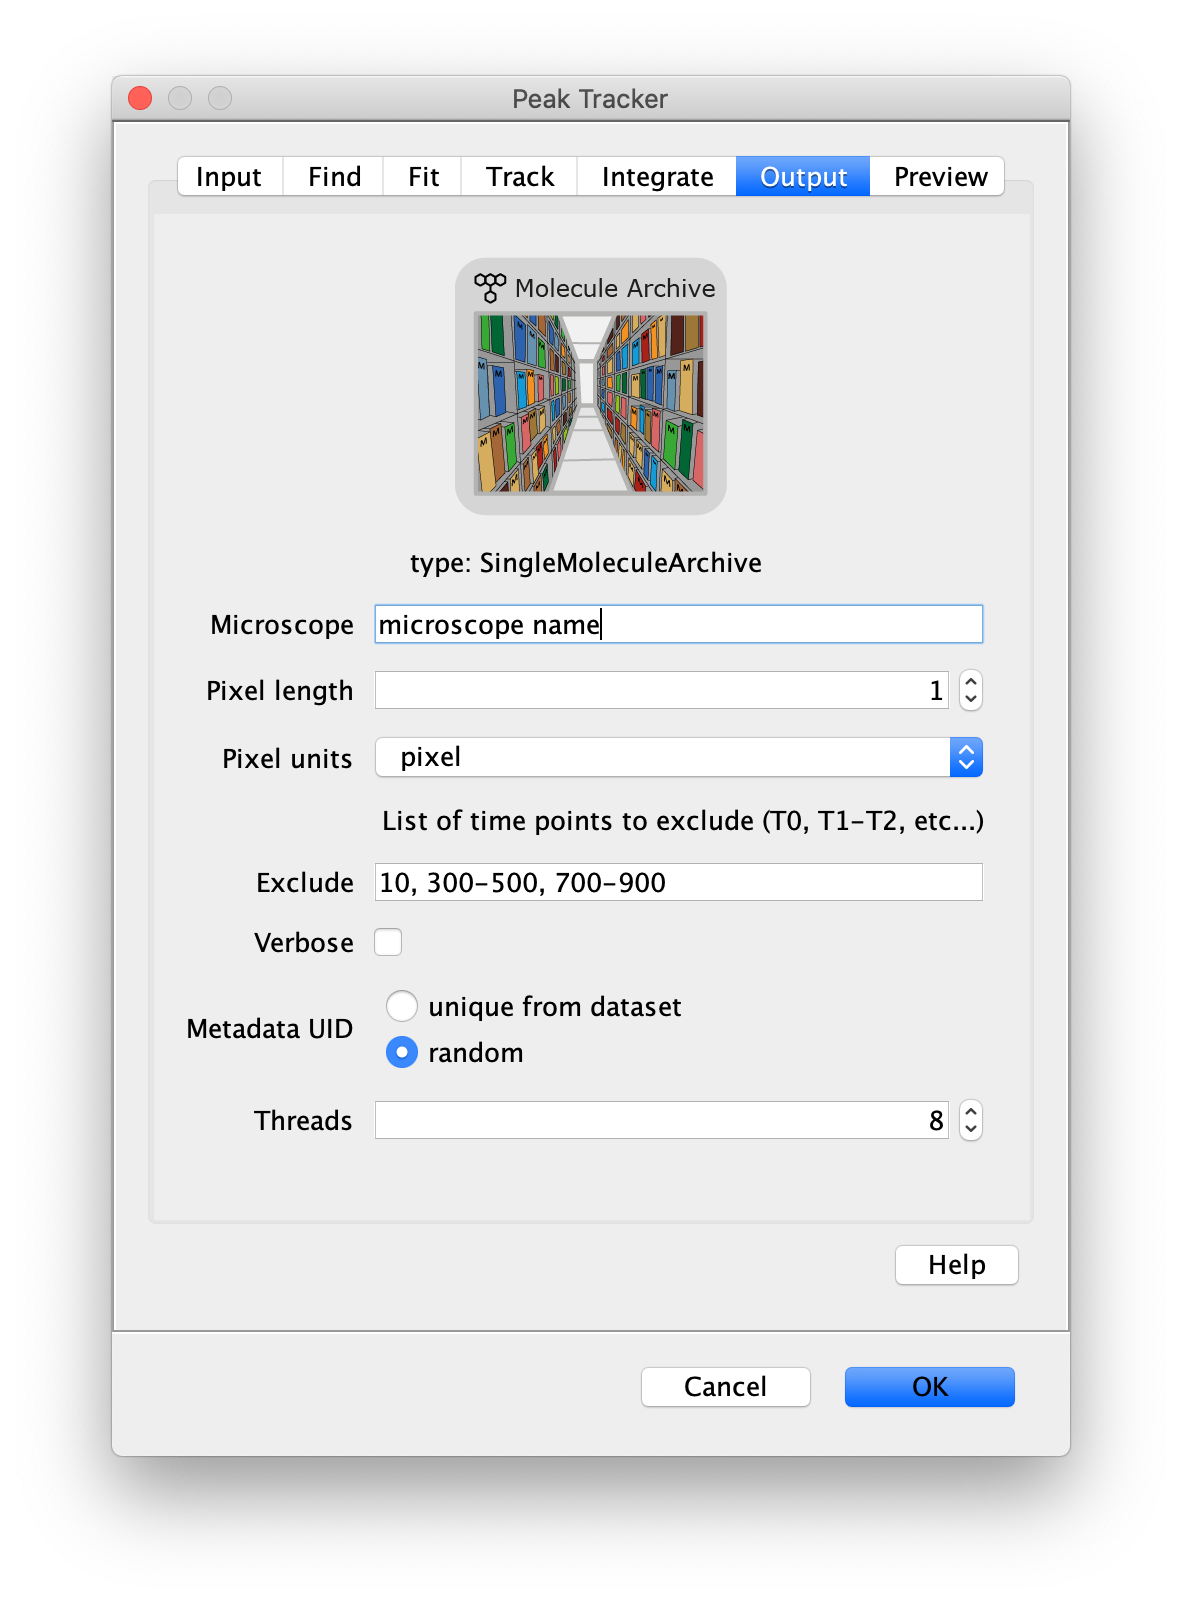 Peak Tracker
Input Find Fit Track Integrate Output Preview
Molecule Archive
type: SingleMoleculeArchive
Microscope microscope name
Pixel length 1
Pixel units pixel
List of time points to exclude (T0, T1-T2, etc...)
Exclude 10, 300-500, 700-900
Verbose
unique from dataset
Metadata UID
random
Threads 8
Help
Cancel OK